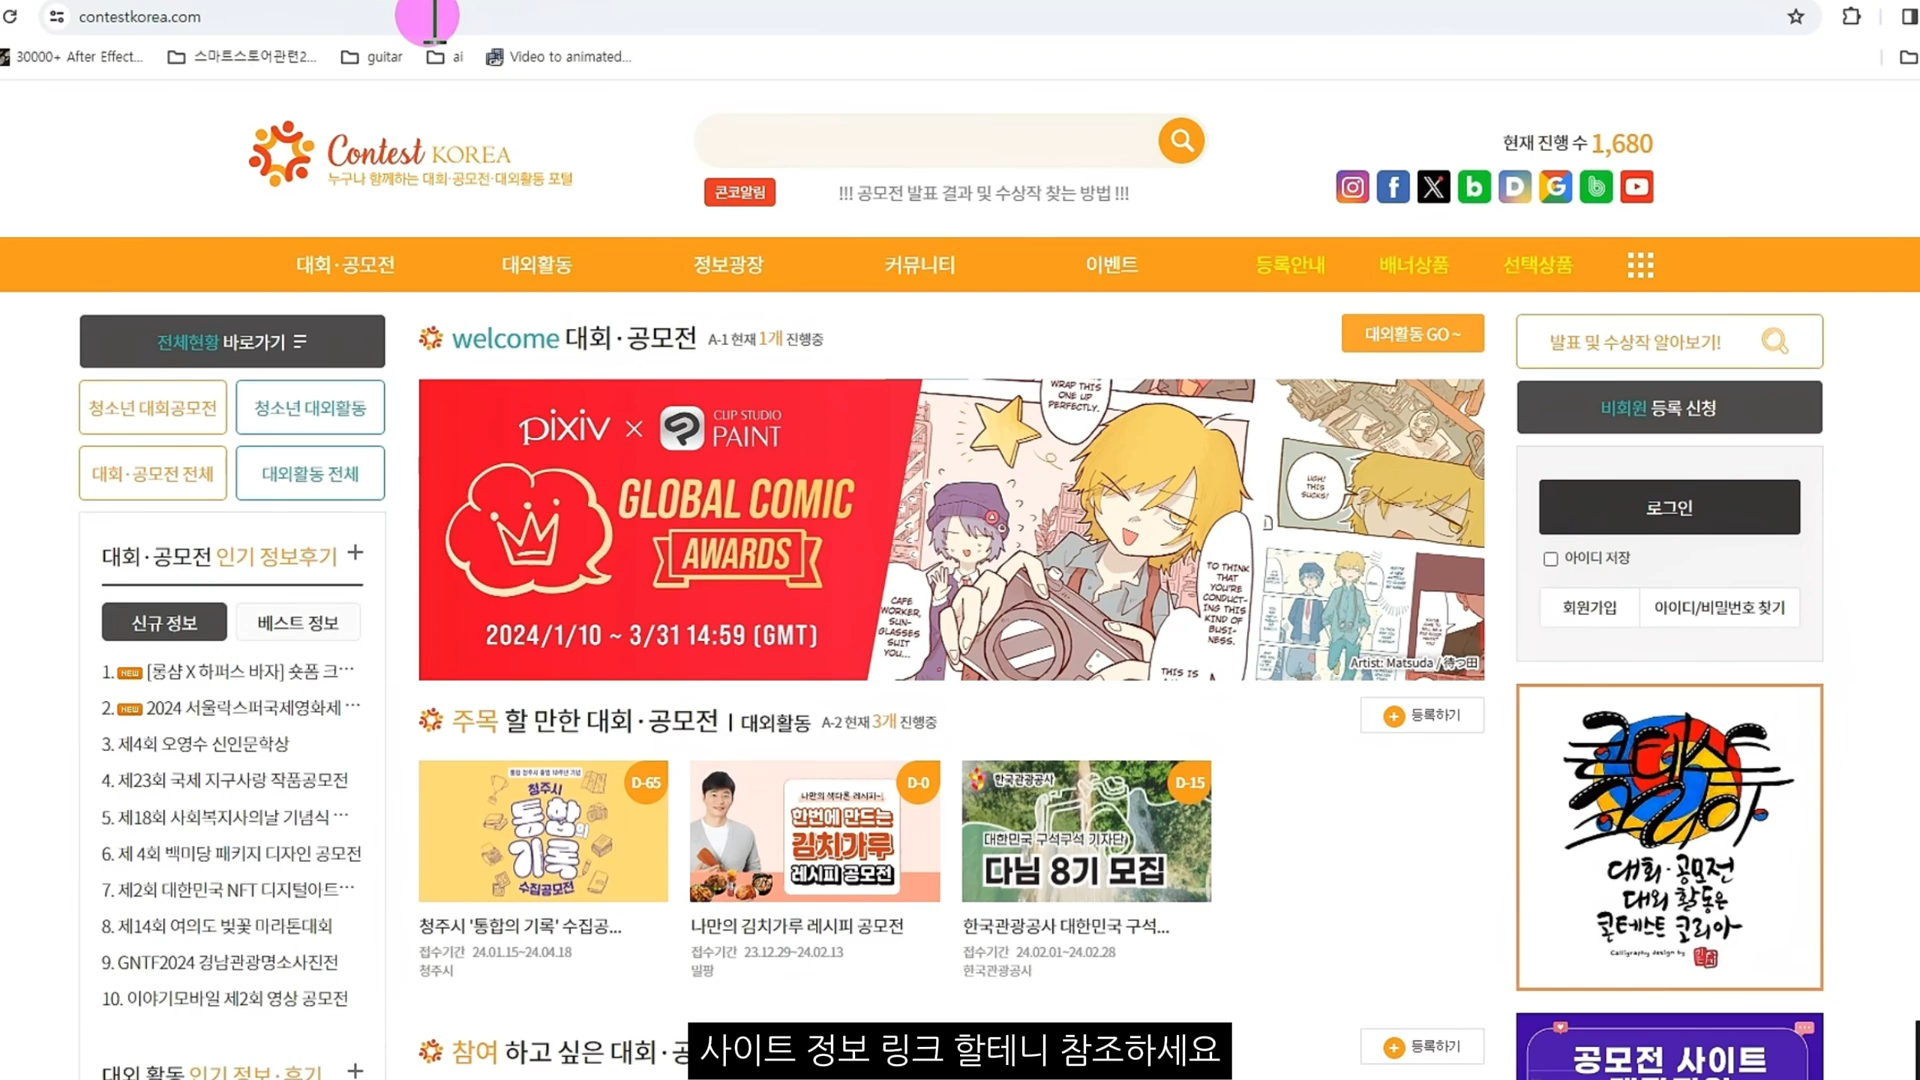 contestkorea.com
30000+ After Effect...
스마트스토어관련2...
guitar
ai
Video to animated...
Contest KOREA
누구나 함께하는 대회·공모전·대외활동 포털
콘코알림
!!! 공모전 발표 결과 및 수상작 찾는 방법 !!!
현재 진행 수 1,680
대회·공모전
대외활동
정보광장
커뮤니티
이벤트
등록안내
배너상품
선택상품
전체현황 바로가기
청소년 대회공모전
청소년 대외활동
대회·공모전 전체
대외활동 전체
대회·공모전 인기 정보후기
신규 정보
베스트 정보
1. NEW [롱샴 X 하퍼스 바자] 숏폼 크…
2. NEW 2024 서울락스퍼국제영화제 …
3. 제4회 오영수 신인문학상
4. 제23회 국제 지구사랑 작품공모전
5. 제18회 사회복지사의날 기념식 …
6. 제 4회 백미당 패키지 디자인 공모전
7. 제2회 대한민국 NFT 디지털아트…
8. 제14회 여의도 벚꽃 마라톤대회
9. GNTF2024 경남관광명소사진전
10. 이야기모바일 제2회 영상 공모전
대외 활동 인기 정보·후기
welcome 대회·공모전 A-1 현재 1개 진행중
대외활동 GO ~
pixiv × CLIP STUDIO PAINT
GLOBAL COMIC
AWARDS
2024/1/10 ~ 3/31 14:59 (GMT)
WRAP THIS
ONE UP
PERFECTLY.
UGH!
THIS
SUCKS!
CAFE
WORKER,
SUN-
GLASSES
SUIT
YOU...
TO THINK
THAT
YOU'RE
CONDUCT-
ING THIS
KIND OF
BUSI-
NESS.
THIS IS
Artist: Matsuda / 待つ田
주목 할 만한 대회·공모전 | 대외활동 A-2 현재 3개 진행중
등록하기
D-65
청주시
통합의
기록
수집공모전
청주시 '통합의 기록' 수집공...
접수기간 24.01.15~24.04.18
청주시
D-0
나만의 색다른 레시피~!
한번에 만드는
김치가루
레시피 공모전
나만의 김치가루 레시피 공모전
접수기간 23.12.29~24.02.13
밀팡
한국관광공사
D-15
대한민국 구석구석 기자단
다님 8기 모집
한국관광공사 대한민국 구석...
접수기간 24.02.01~24.02.28
한국관광공사
참여 하고 싶은 대회·공
등록하기
발표 및 수상작 알아보기!
비회원 등록 신청
로그인
아이디 저장
회원가입
아이디/비밀번호 찾기
대회·공모전
대외 활동은
콘테스트 코리아
Calligraphy design by
공모전 사이트
사이트 정보 링크 할테니 참조하세요